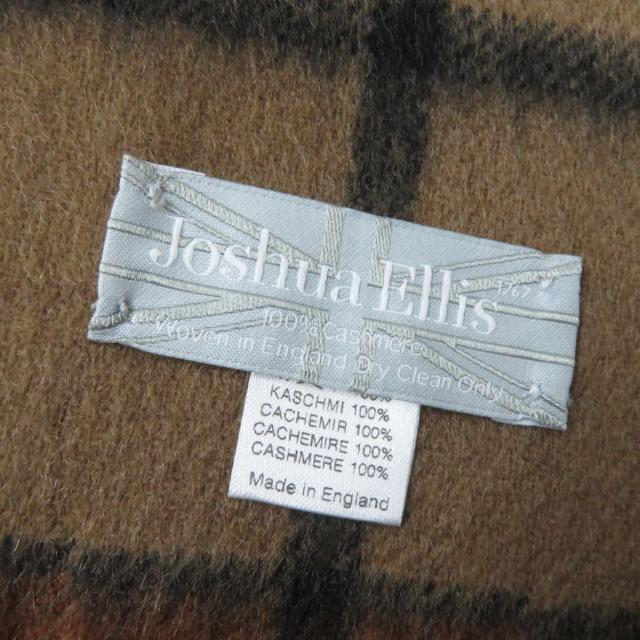 Joshua Ellis
1767
100% Cashmere
Woven in England Dry Clean Only
KASCHMI 100%
CACHEMIR 100%
CACHEMIRE 100%
CASHMERE 100%
Made in England